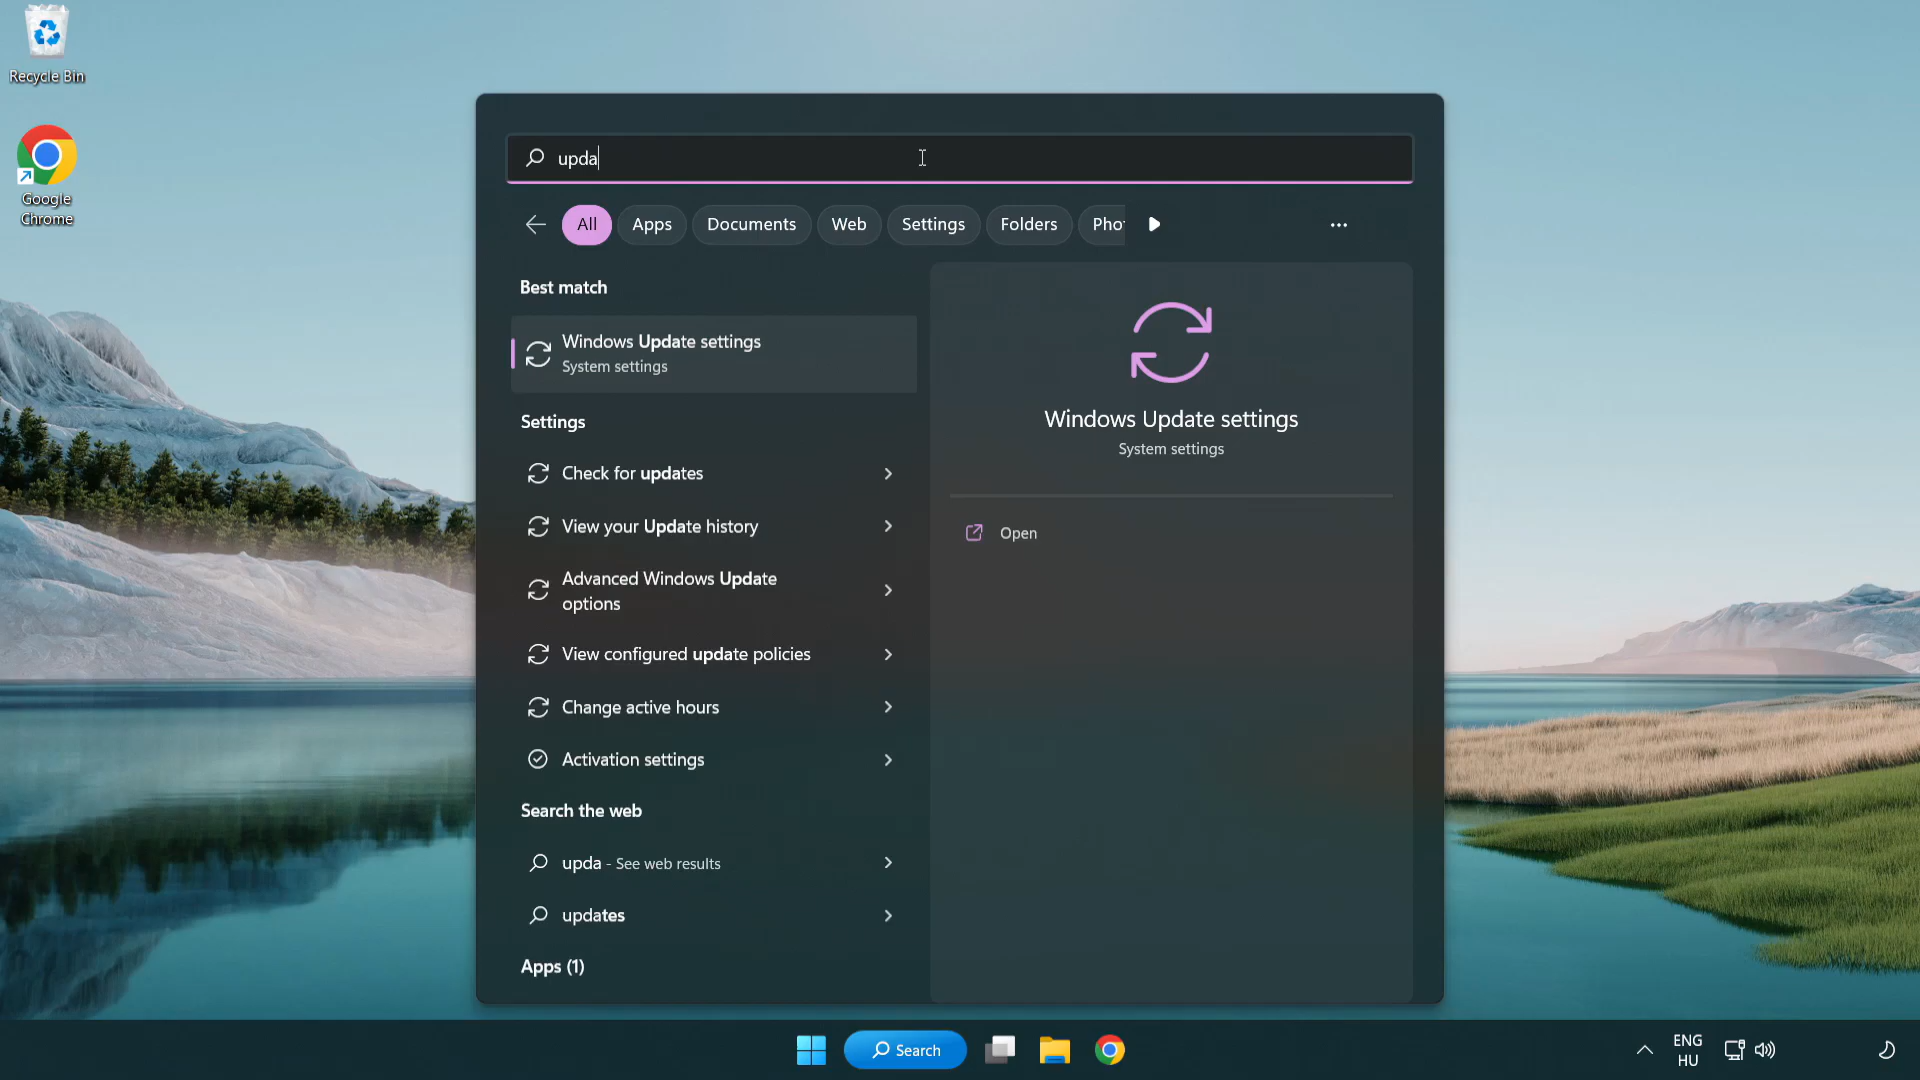 Recycle Bin
Google
Chrome
upda
All
Apps
Documents
Web
Settings
Folders
Pho
Best match
Windows Update settings
System settings
Settings
Check for updates
View your Update history
Advanced Windows Update
options
View configured update policies
Change active hours
Activation settings
Search the web
upda - See web results
updates
Apps (1)
Windows Update settings
System settings
Open
Search
ENG
HU